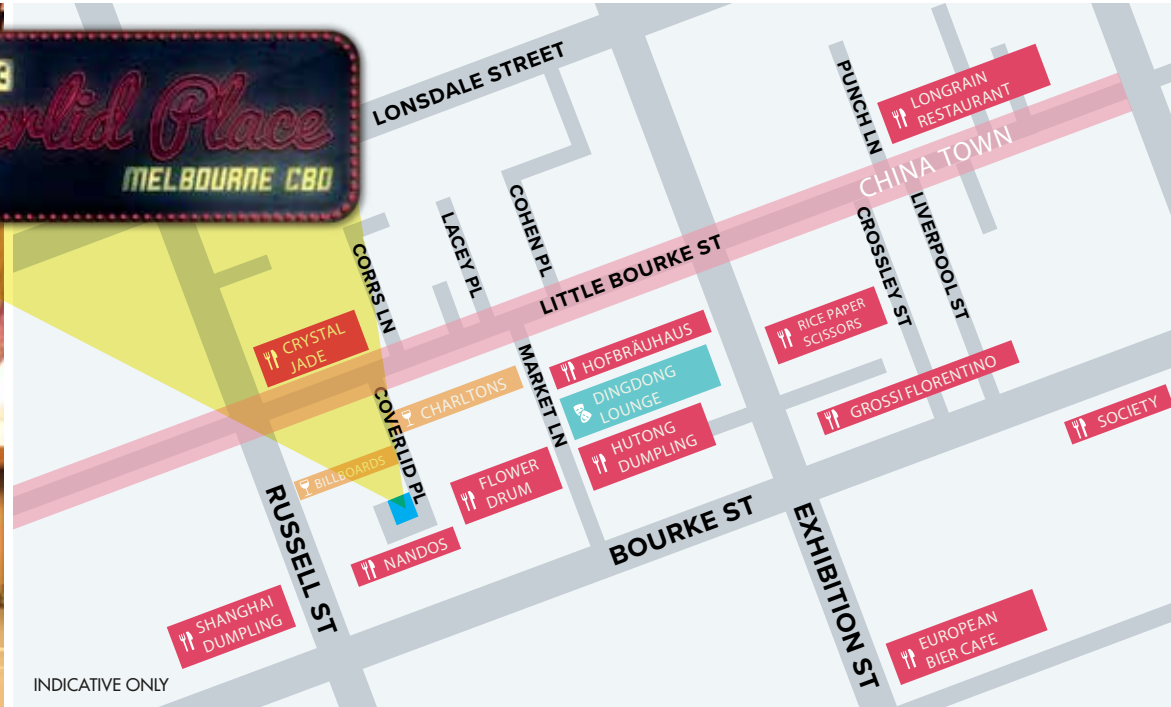 3
erlid Place
MELBOURNE CBD
LONSDALE STREET
PUNCH LN
LONGRAIN
RESTAURANT
CHINA TOWN
CORRS LN
LACEY PL
COHEN PL
LITTLE BOURKE ST
CROSSLEY ST
LIVERPOOL ST
CRYSTAL
JADE
HOFBRÄUHAUS
RICE PAPER
SCISSORS
COVERLID PL
CHARLTONS
MARKET LN
DINGDONG
LOUNGE
GROSSI FLORENTINO
SOCIETY
HUTONG
DUMPLING
BILLBOARDS
FLOWER
DRUM
RUSSELL ST
NANDOS
BOURKE ST
EXHIBITION ST
SHANGHAI
DUMPLING
EUROPEAN
BIER CAFE
INDICATIVE ONLY